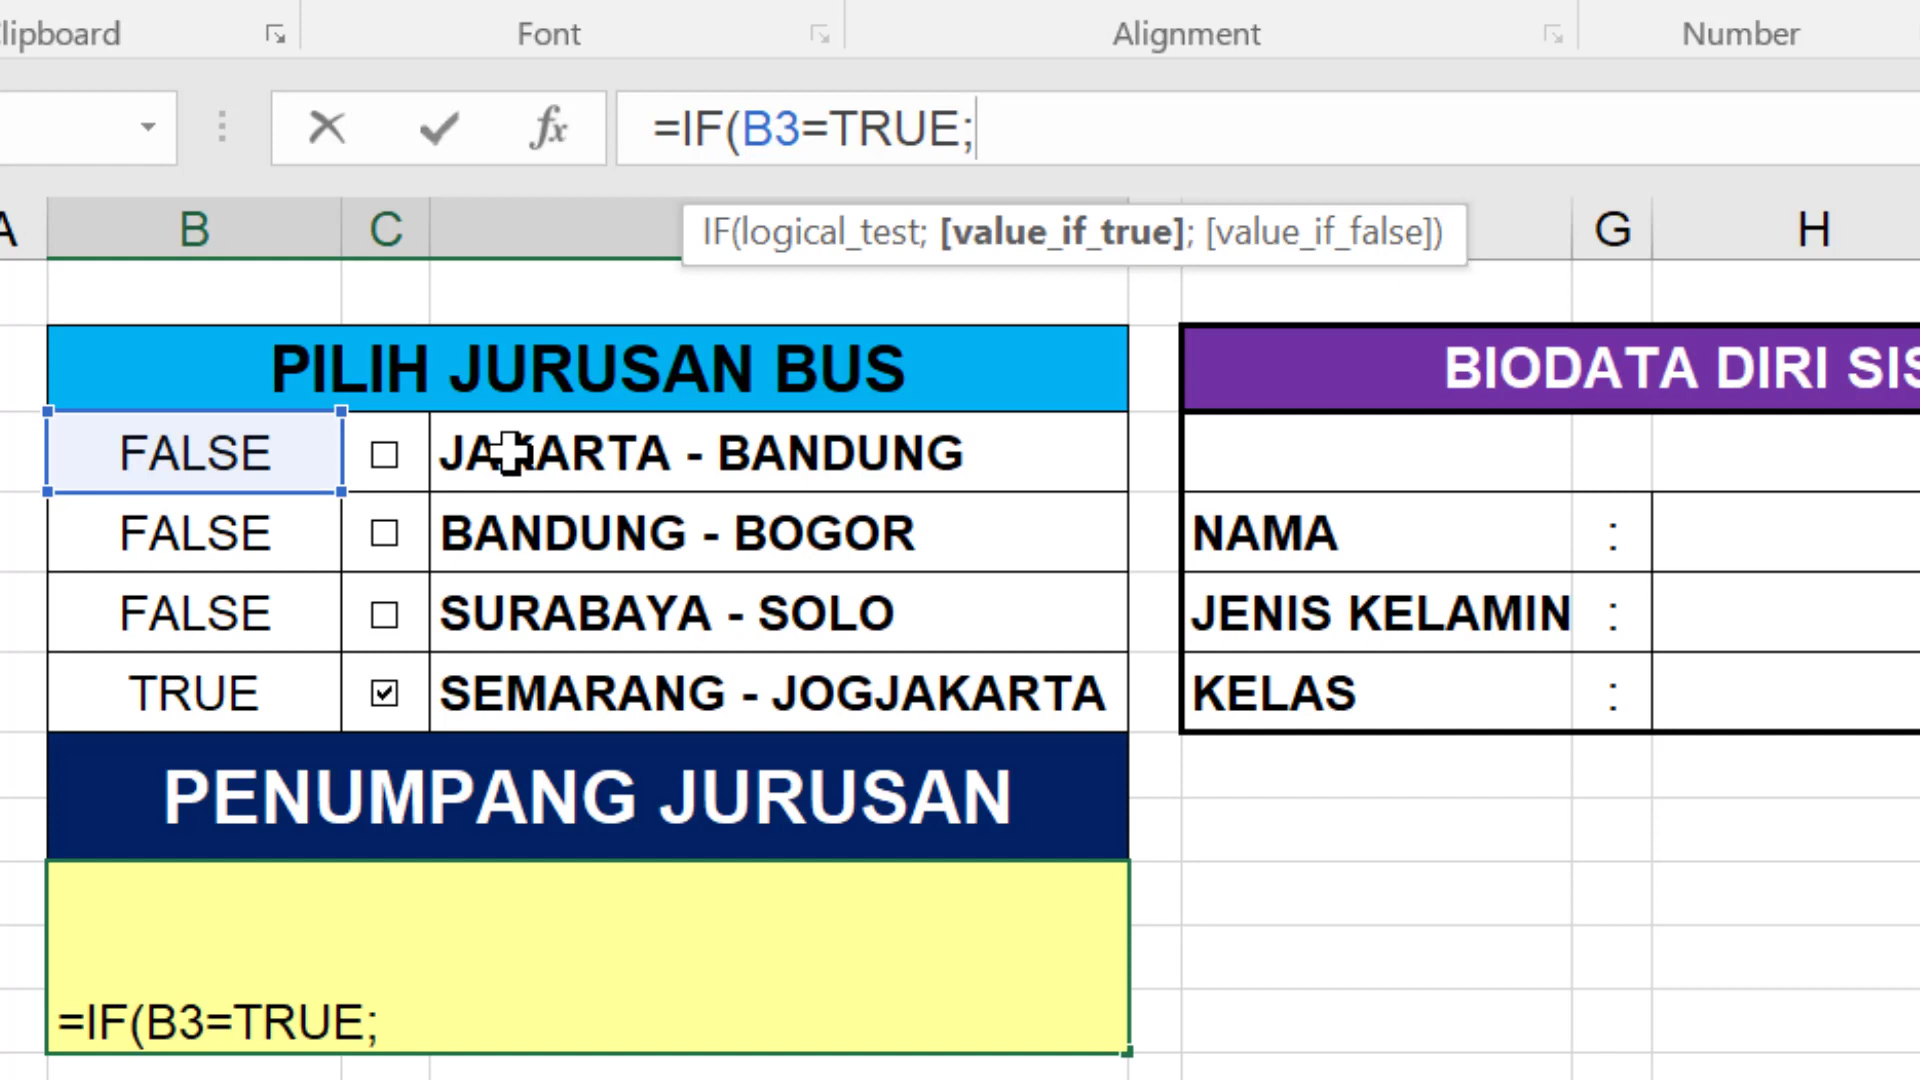 lipboard Font Alignment Number
fx =IF(B3=TRUE;
A B C G H
IF(logical_test; [value_if_true]; [value_if_false])
PILIH JURUSAN BUS
FALSE JAKARTA - BANDUNG
FALSE BANDUNG - BOGOR
FALSE SURABAYA - SOLO
TRUE SEMARANG - JOGJAKARTA
PENUMPANG JURUSAN
=IF(B3=TRUE;
BIODATA DIRI SIS
NAMA :
JENIS KELAMIN :
KELAS :